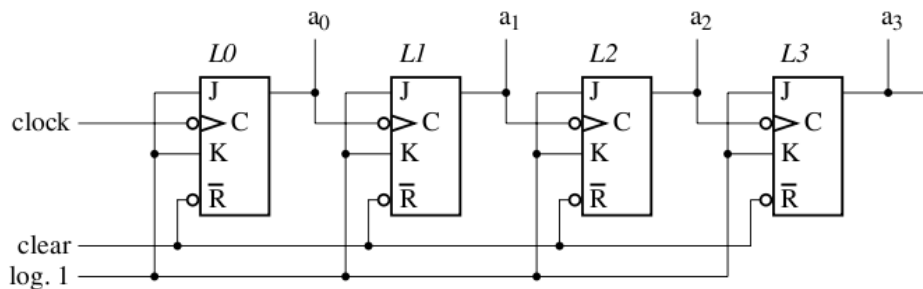 a₀ a₁ a₂ a₃
L0 L1 L2 L3
J J J J
clock C C C C
K K K K
R̅ R̅ R̅ R̅
clear
log. 1